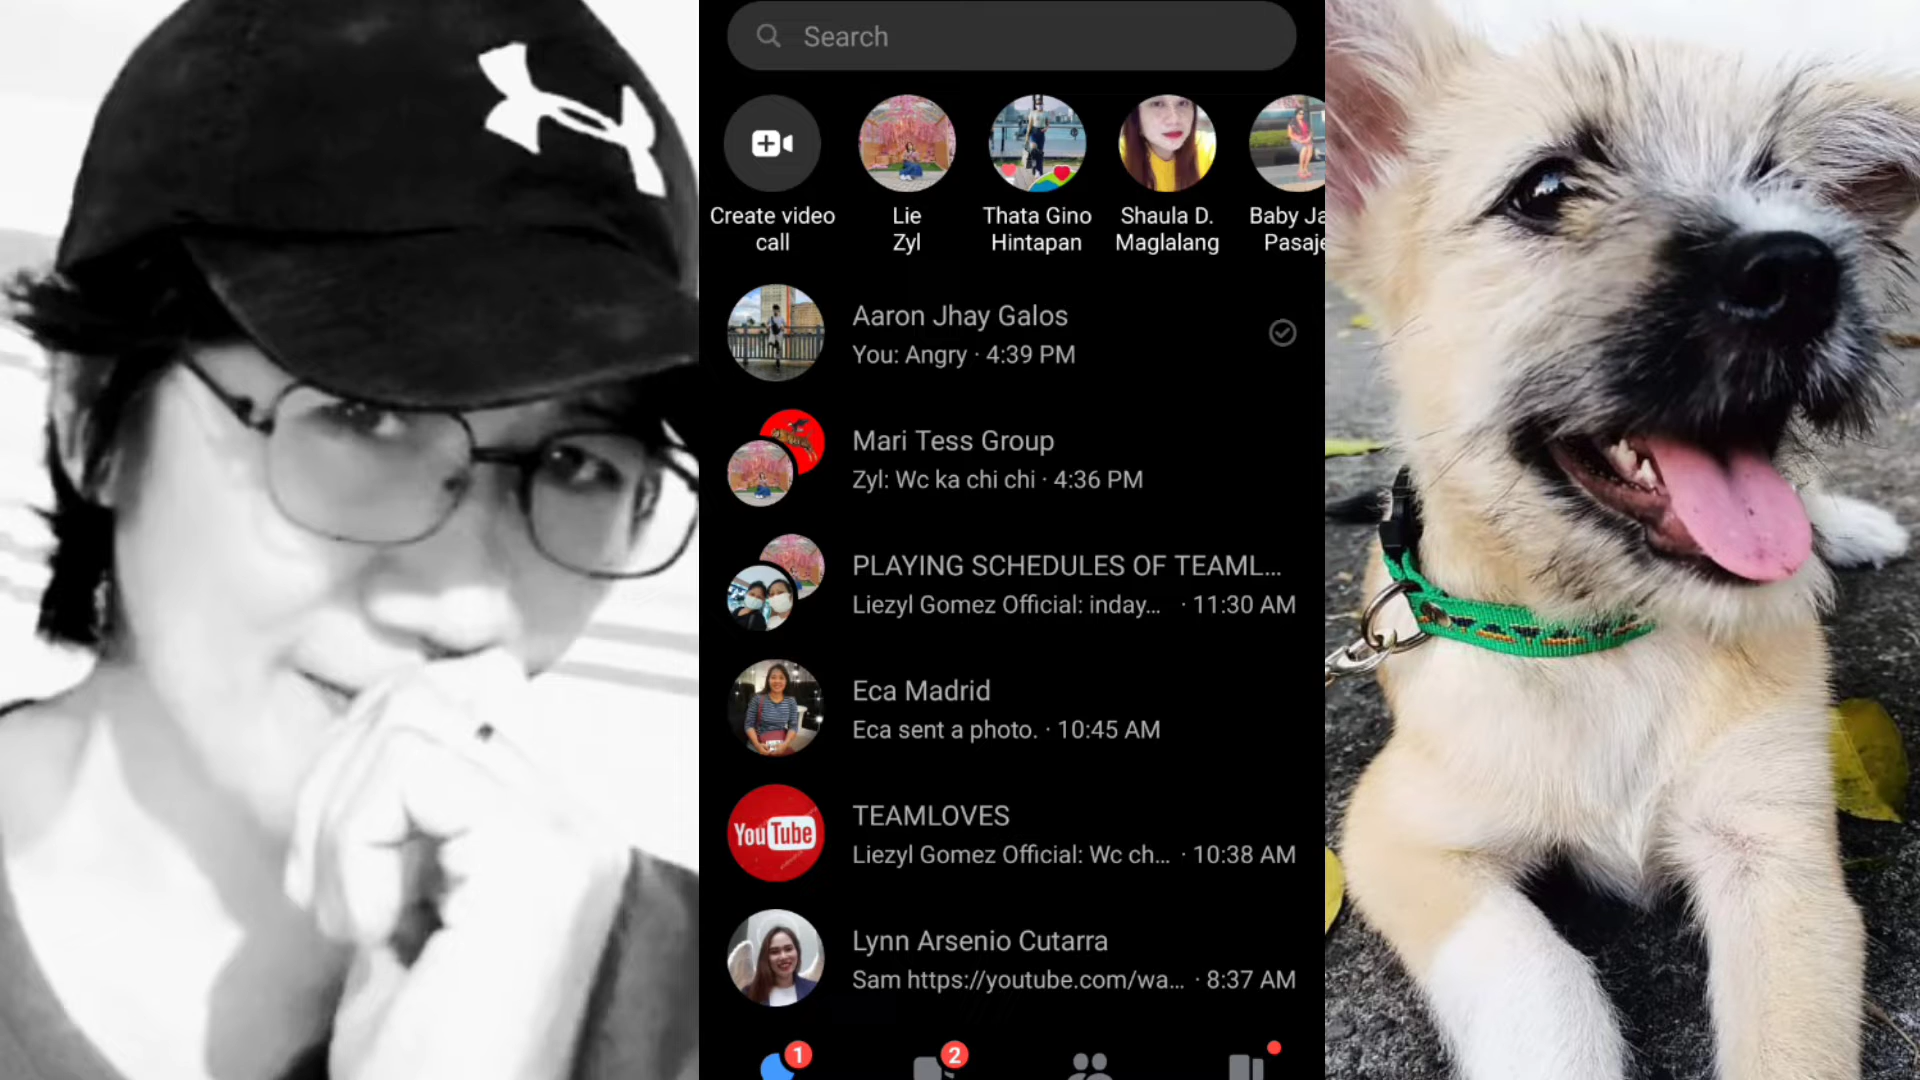 Search
Create video call
Lie Zyl
Thata Gino Hintapan
Shaula D. Maglalang
Baby Ja
Pasaje
Aaron Jhay Galos
You: Angry · 4:39 PM
Mari Tess Group
Zyl: Wc ka chi chi · 4:36 PM
PLAYING SCHEDULES OF TEAML...
Liezyl Gomez Official: inday... · 11:30 AM
Eca Madrid
Eca sent a photo. · 10:45 AM
YouTube
TEAMLOVES
Liezyl Gomez Official: Wc ch... · 10:38 AM
Lynn Arsenio Cutarra
Sam https://youtube.com/wa... · 8:37 AM
1
2